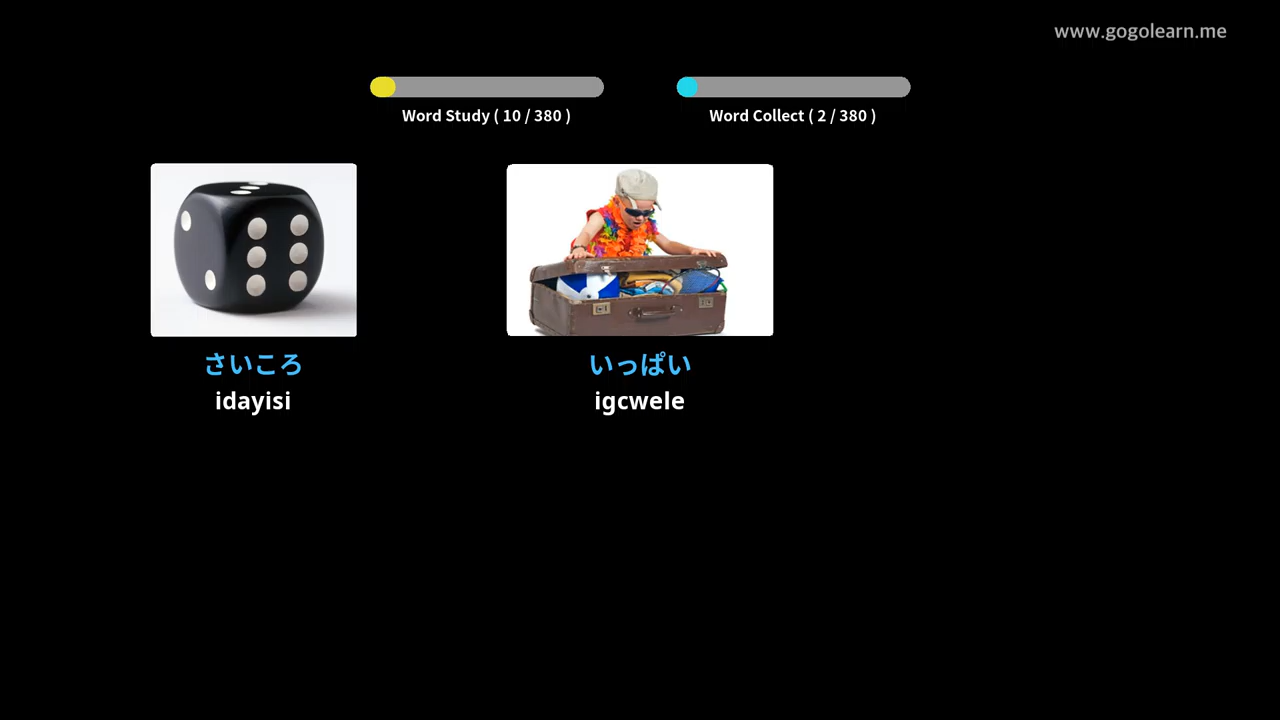 www.gogolearn.me
Word Study ( 10 / 380 )
Word Collect ( 2 / 380 )
さいころ
idayisi
いっぱい
igcwele